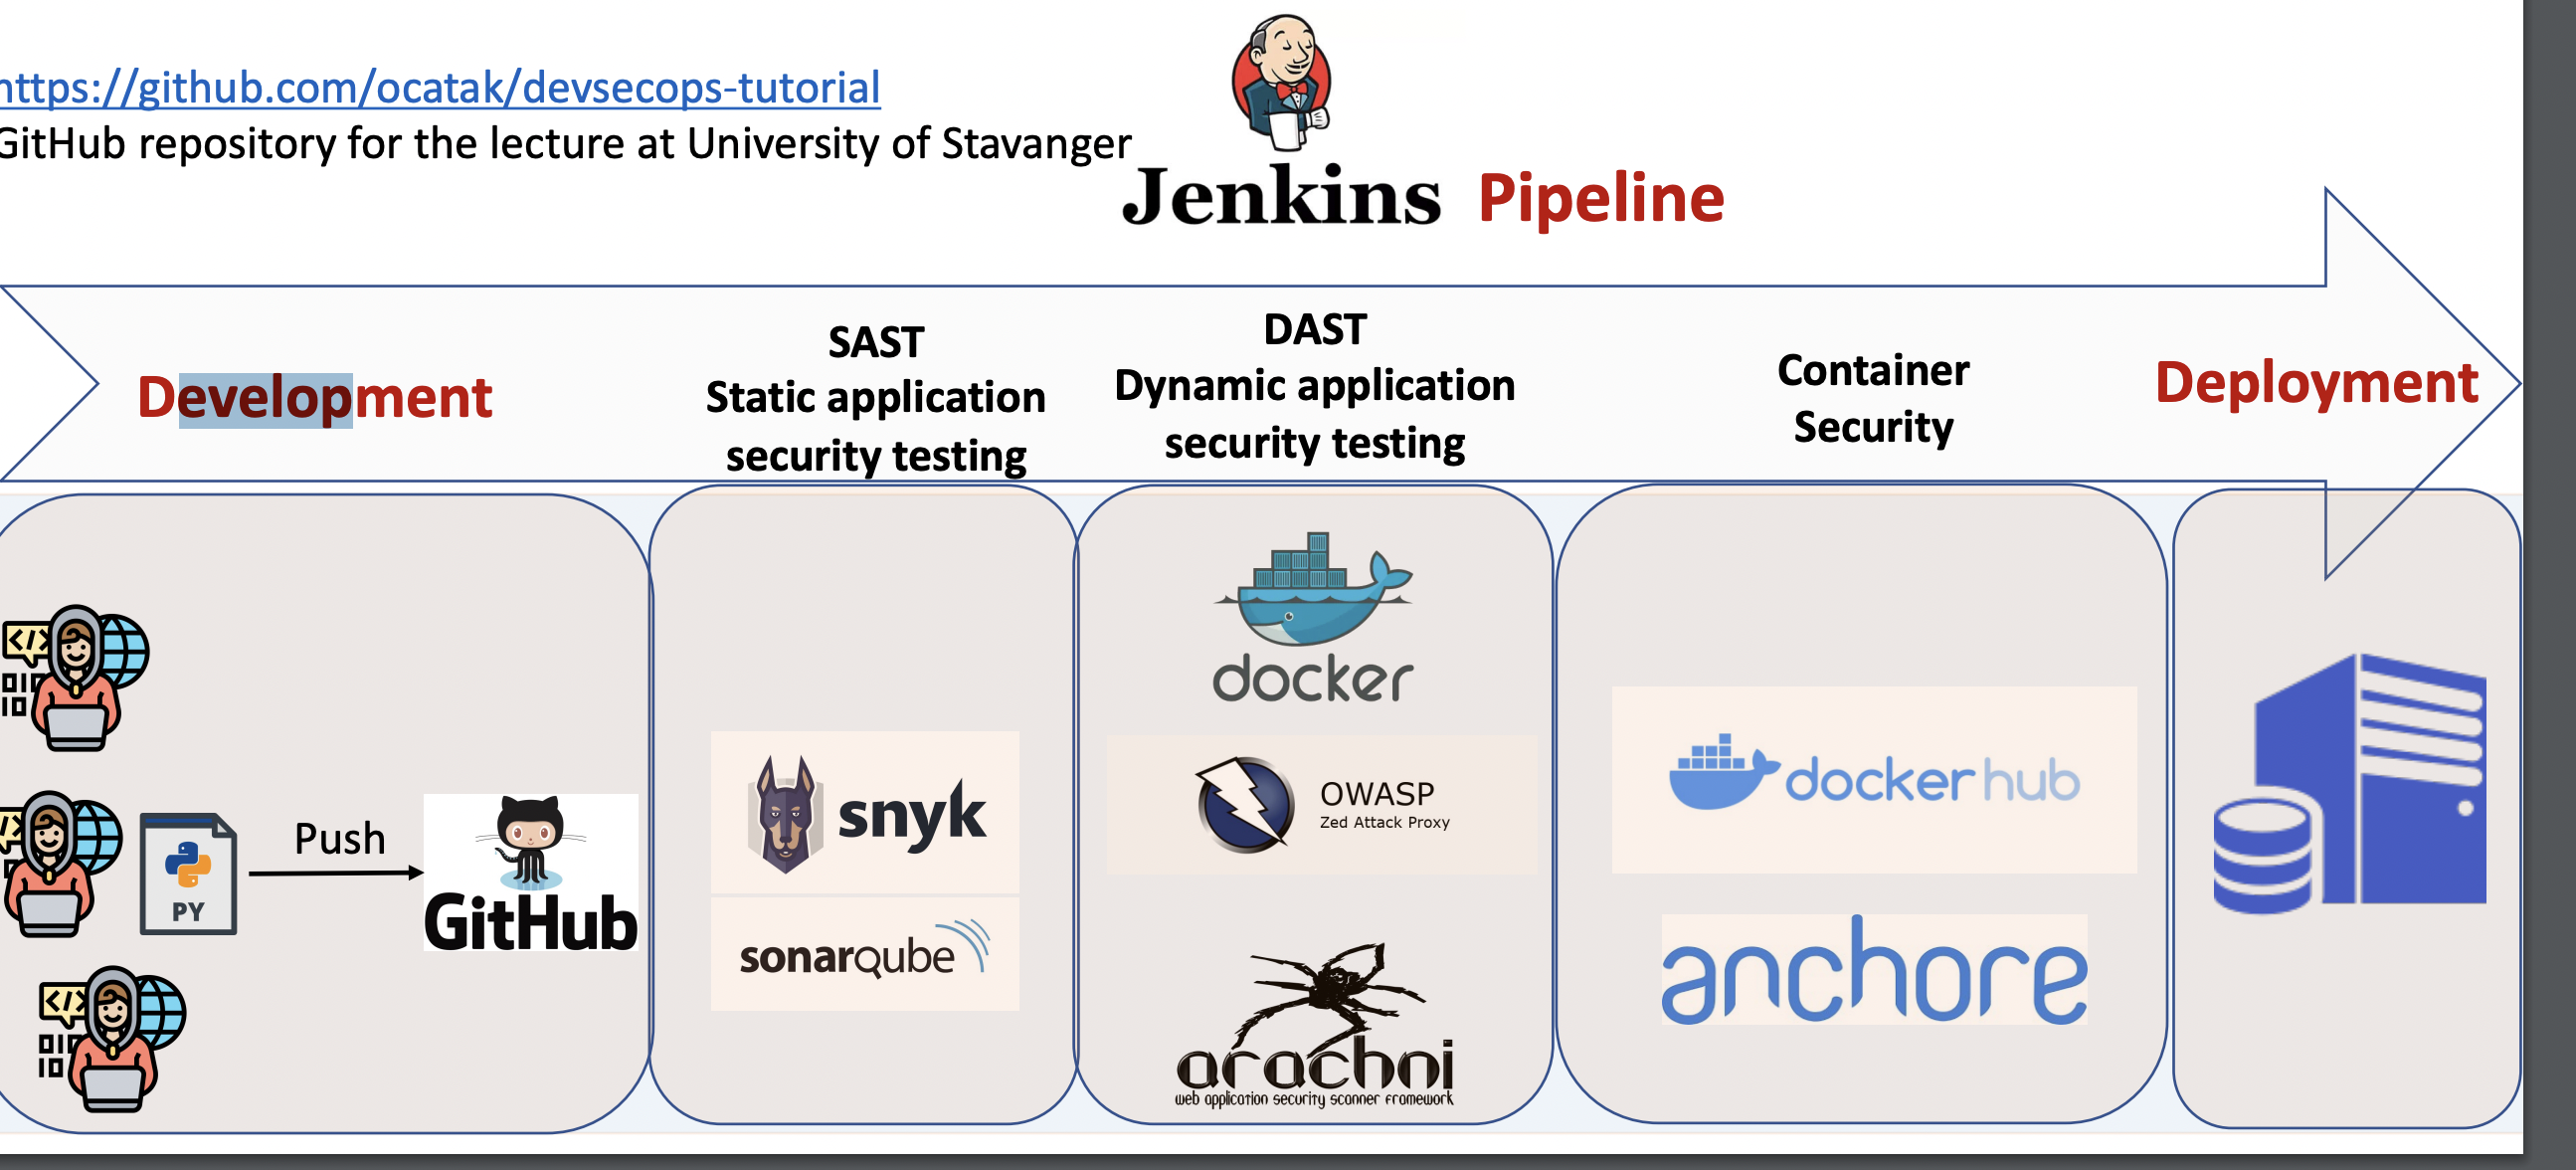 https://github.com/ocatak/devsecops-tutorial
GitHub repository for the lecture at University of Stavanger
Jenkins Pipeline
Development
SAST
Static application
security testing
DAST
Dynamic application
security testing
Container
Security
Deployment
</>
</>
</>
PY
Push
GitHub
snyk
sonarqube
docker
OWASP
Zed Attack Proxy
arachni
web application security scanner framework
dockerhub
anchore